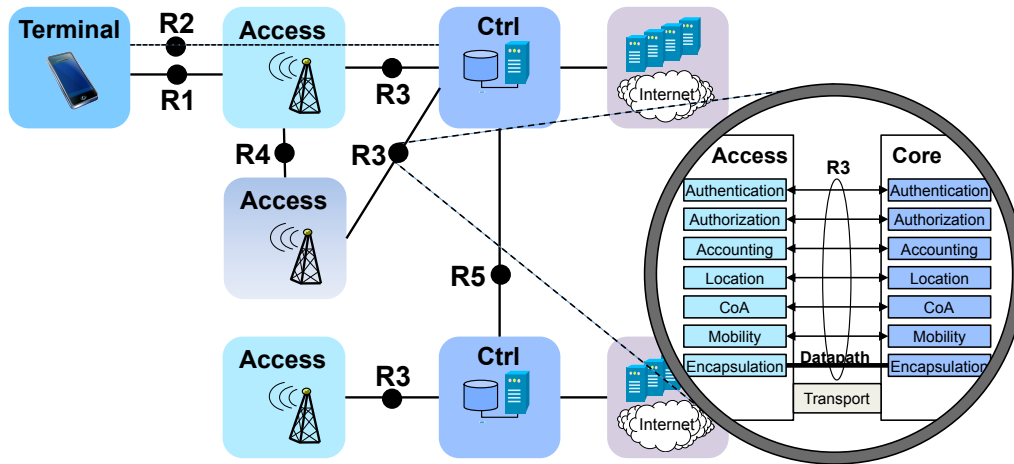 Terminal
R2
R1
Access
R3
Ctrl
Internet
R4
R3
Access
R5
Access
R3
Ctrl
Internet
Access
R3
Core
Authentication
Authentication
Authorization
Authorization
Accounting
Accounting
Location
Location
CoA
CoA
Mobility
Mobility
Datapath
Encapsulation
Encapsulation
Transport